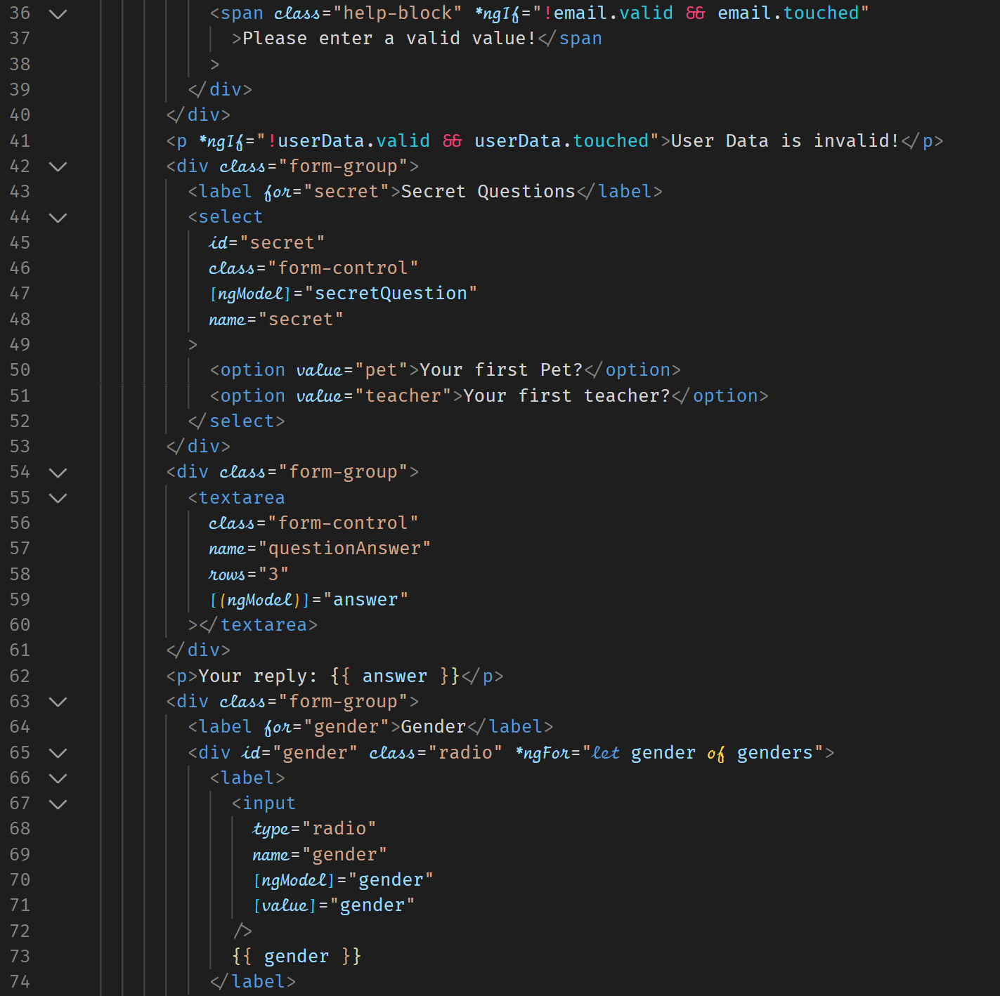 36 <span class="help-block" *ngIf="!email.valid && email.touched"
37 >Please enter a valid value!</span
38 >
39 </div>
40 </div>
41 <p *ngIf="!userData.valid && userData.touched">User Data is invalid!</p>
42 <div class="form-group">
43 <label for="secret">Secret Questions</label>
44 <select
45 id="secret"
46 class="form-control"
47 [ngModel]="secretQuestion"
48 name="secret"
49 >
50 <option value="pet">Your first Pet?</option>
51 <option value="teacher">Your first teacher?</option>
52 </select>
53 </div>
54 <div class="form-group">
55 <textarea
56 class="form-control"
57 name="questionAnswer"
58 rows="3"
59 [(ngModel)]="answer"
60 ></textarea>
61 </div>
62 <p>Your reply: {{ answer }}</p>
63 <div class="form-group">
64 <label for="gender">Gender</label>
65 <div id="gender" class="radio" *ngFor="let gender of genders">
66 <label>
67 <input
68 type="radio"
69 name="gender"
70 [ngModel]="gender"
71 [value]="gender"
72 />
73 {{ gender }}
74 </label>